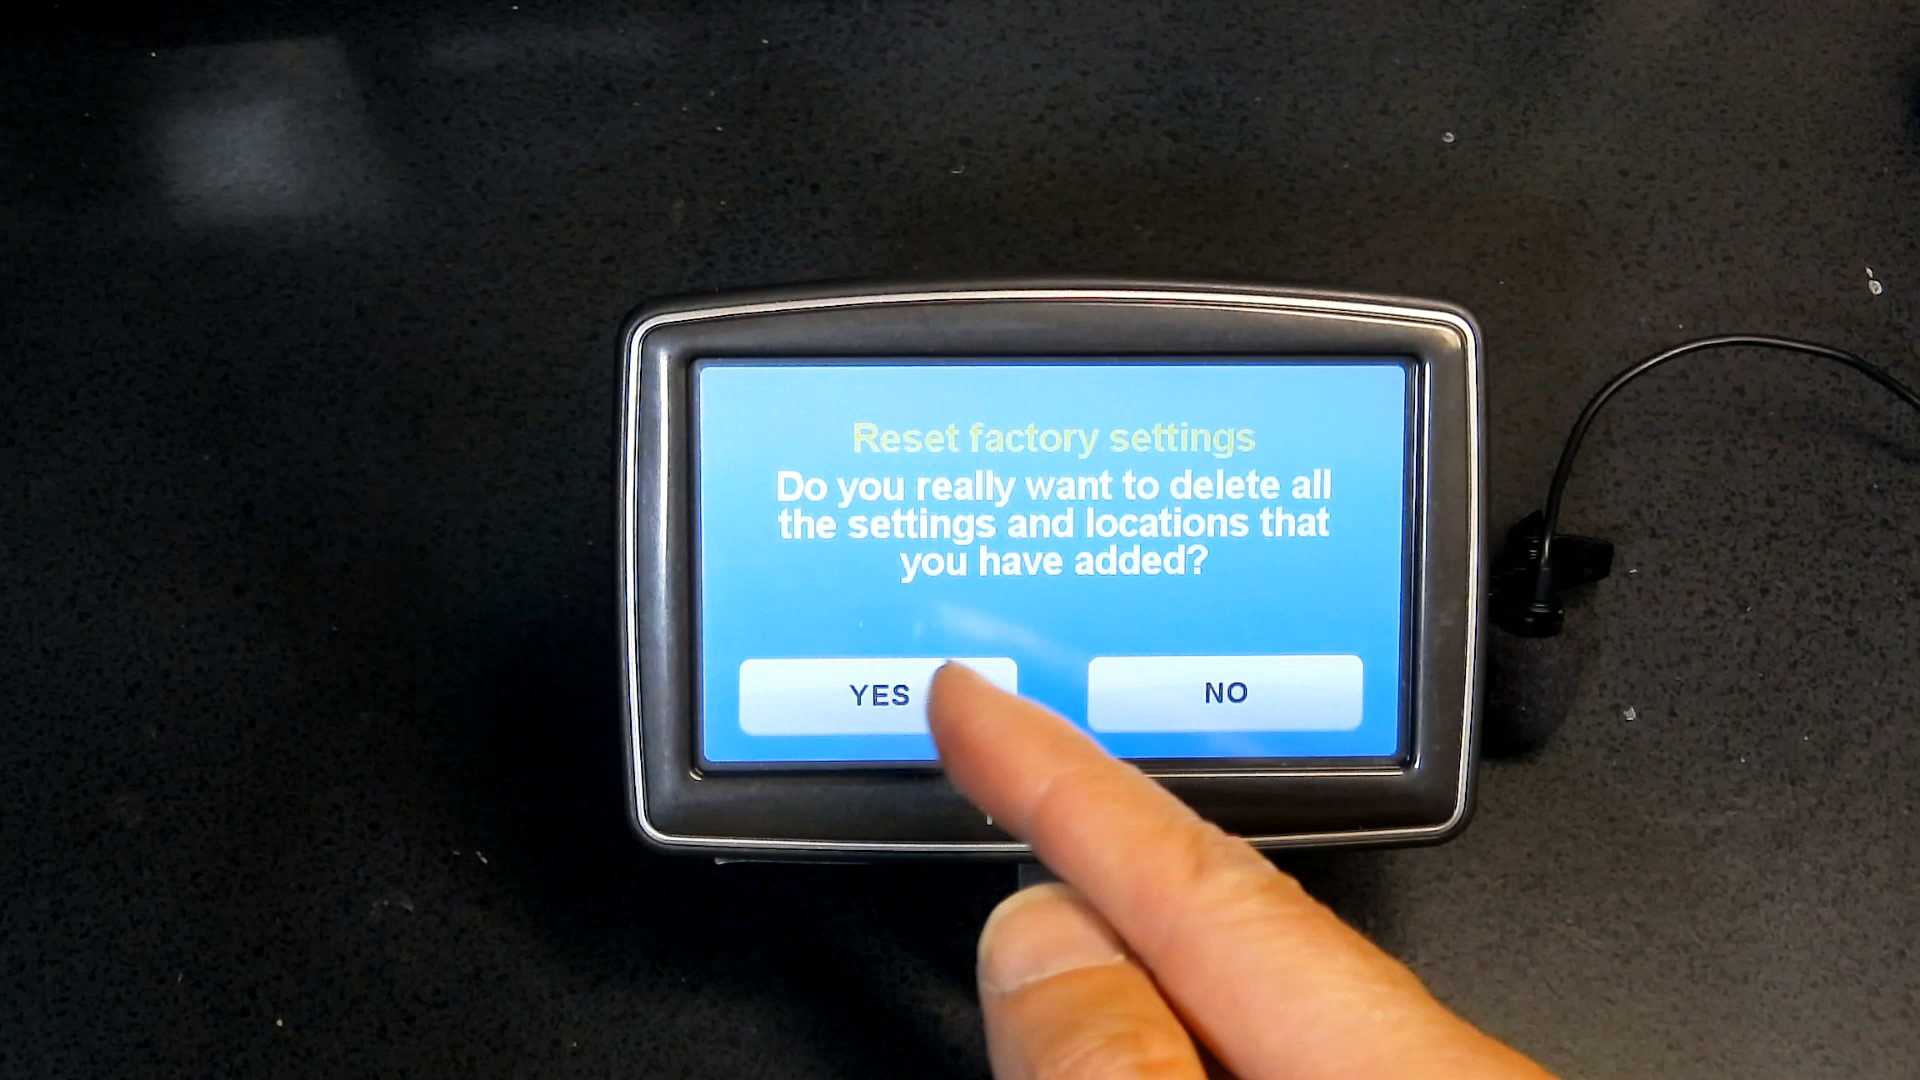 Reset factory settings
Do you really want to delete all
the settings and locations that
you have added?
YES
NO